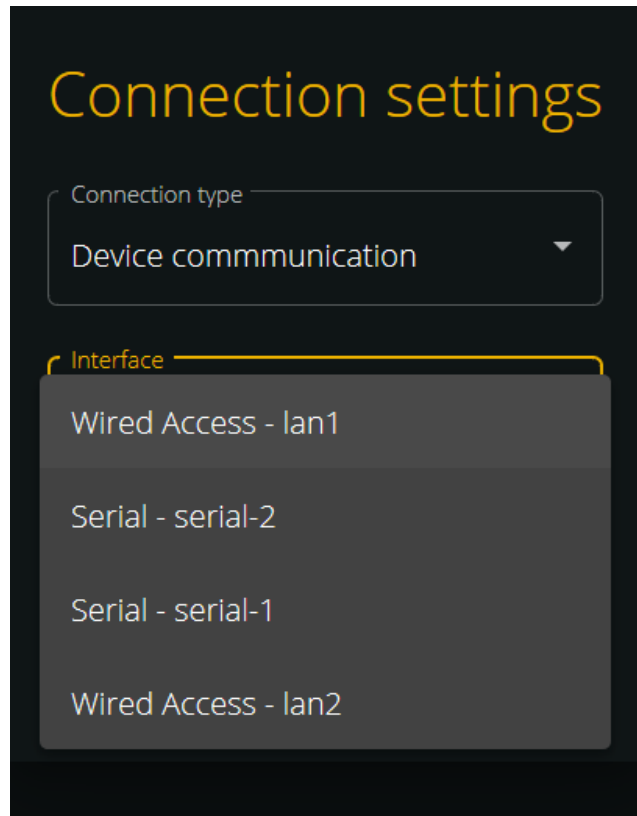 Connection settings
Connection type
Device commmunication
Interface
Wired Access - lan1
Serial - serial-2
Serial - serial-1
Wired Access - lan2